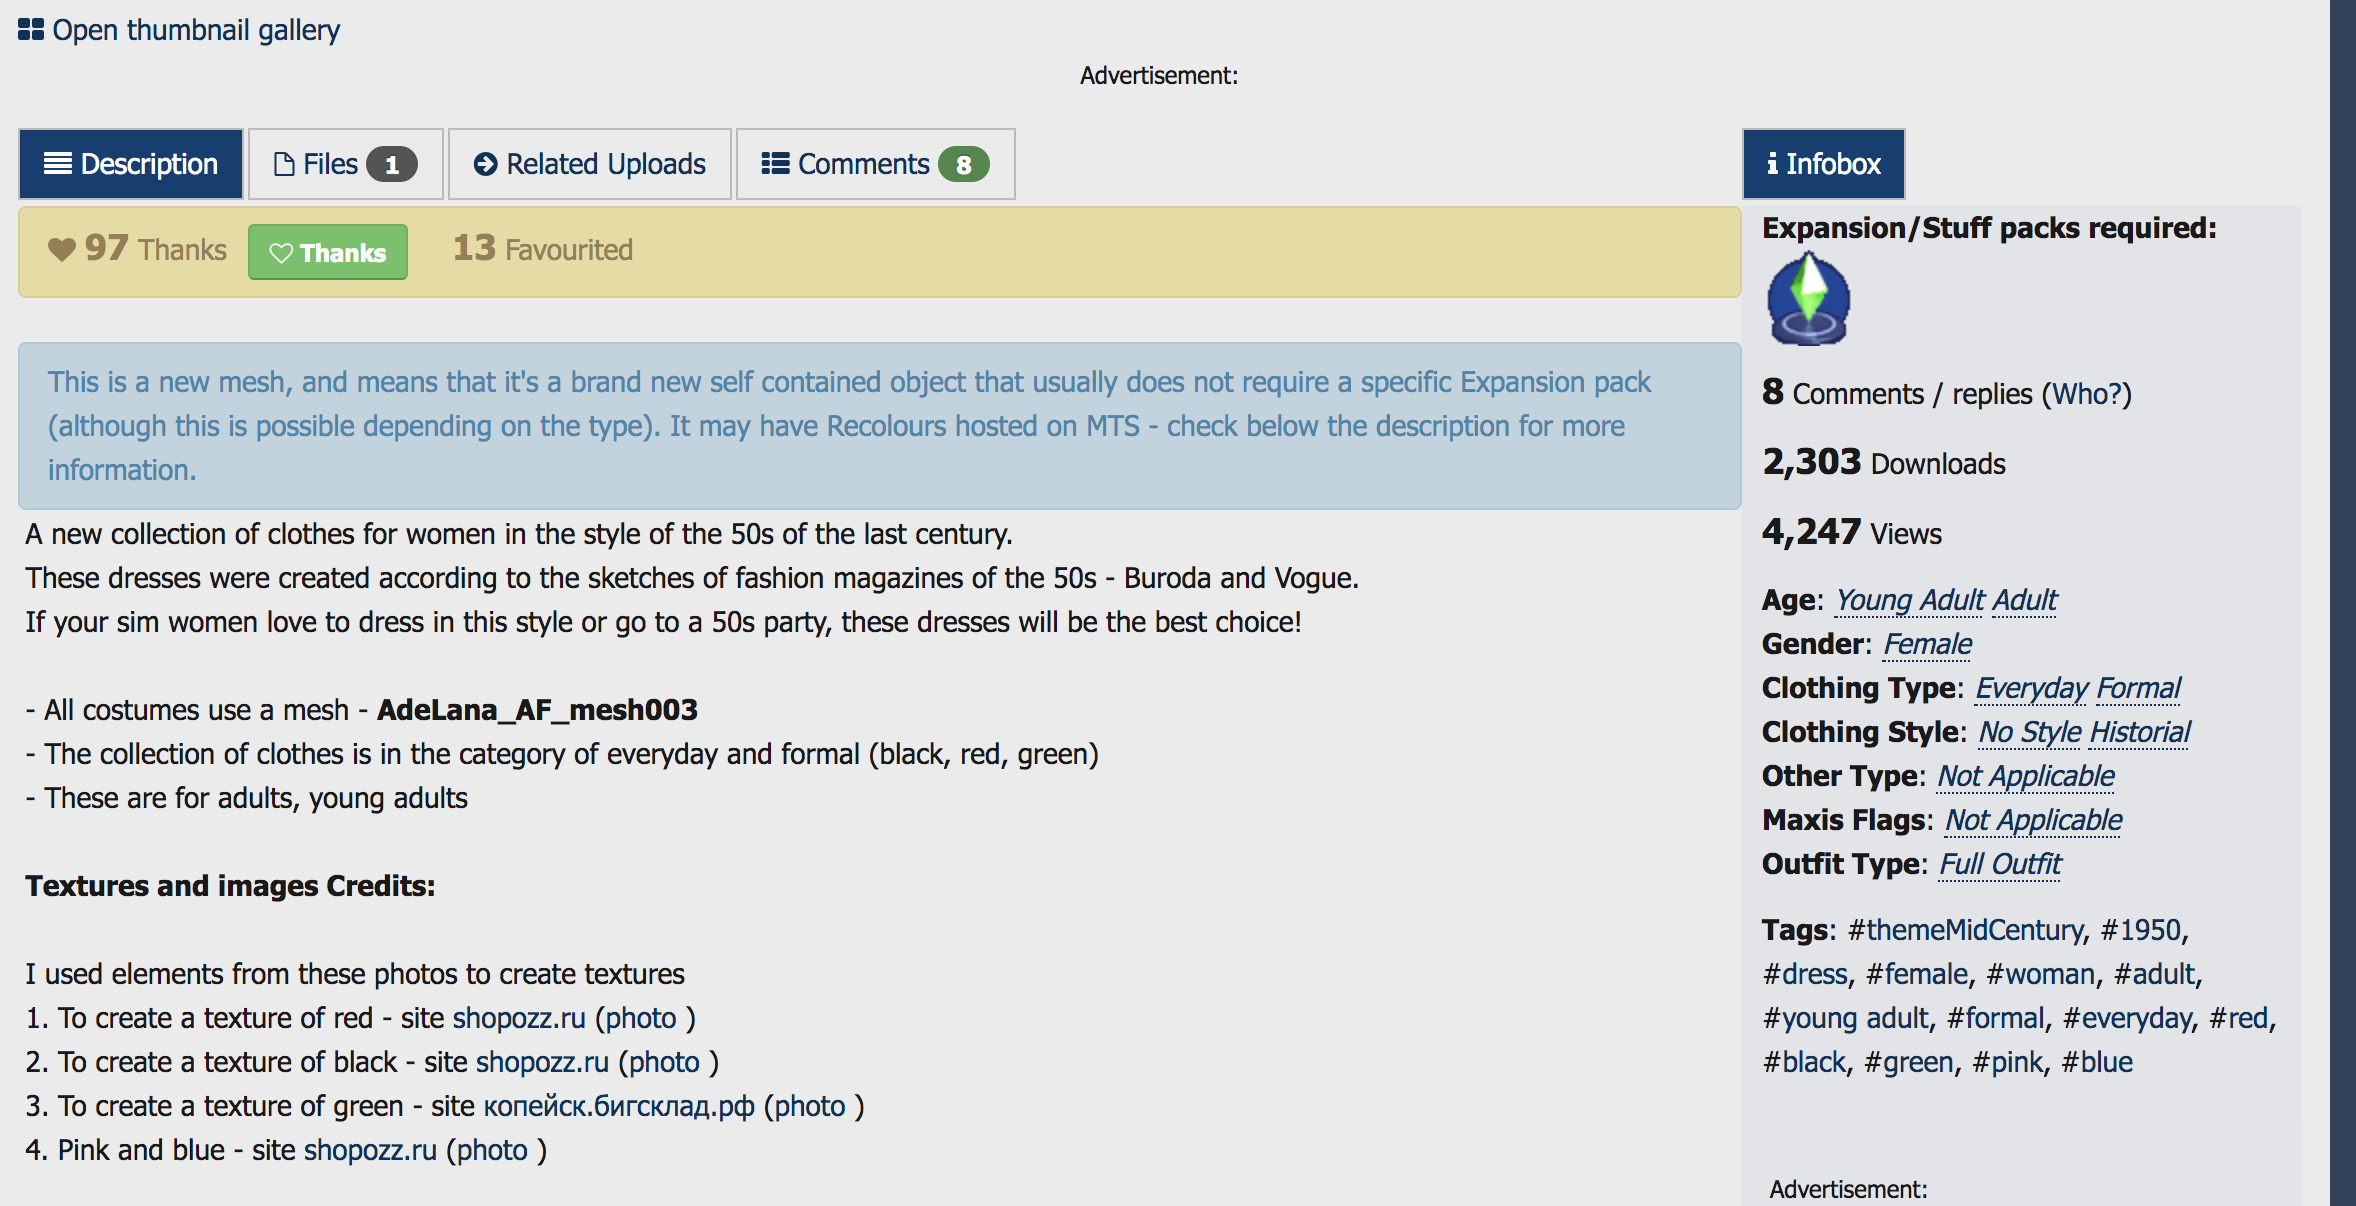 Open thumbnail gallery
Advertisement:
Description
Files 1
Related Uploads
Comments 8
97 Thanks
Thanks
13 Favourited
This is a new mesh, and means that it's a brand new self contained object that usually does not require a specific Expansion pack
(although this is possible depending on the type). It may have Recolours hosted on MTS - check below the description for more
information.
A new collection of clothes for women in the style of the 50s of the last century.
These dresses were created according to the sketches of fashion magazines of the 50s - Buroda and Vogue.
If your sim women love to dress in this style or go to a 50s party, these dresses will be the best choice!
- All costumes use a mesh - AdeLana_AF_mesh003
- The collection of clothes is in the category of everyday and formal (black, red, green)
- These are for adults, young adults
Textures and images Credits:
I used elements from these photos to create textures
1. To create a texture of red - site shopozz.ru (photo )
2. To create a texture of black - site shopozz.ru (photo )
3. To create a texture of green - site копейск.бигсклад.рф (photo )
4. Pink and blue - site shopozz.ru (photo )
Infobox
Expansion/Stuff packs required:
8 Comments / replies (Who?)
2,303 Downloads
4,247 Views
Age: Young Adult Adult
Gender: Female
Clothing Type: Everyday Formal
Clothing Style: No Style Historial
Other Type: Not Applicable
Maxis Flags: Not Applicable
Outfit Type: Full Outfit
Tags: #themeMidCentury, #1950,
#dress, #female, #woman, #adult,
#young adult, #formal, #everyday, #red,
#black, #green, #pink, #blue
Advertisement: